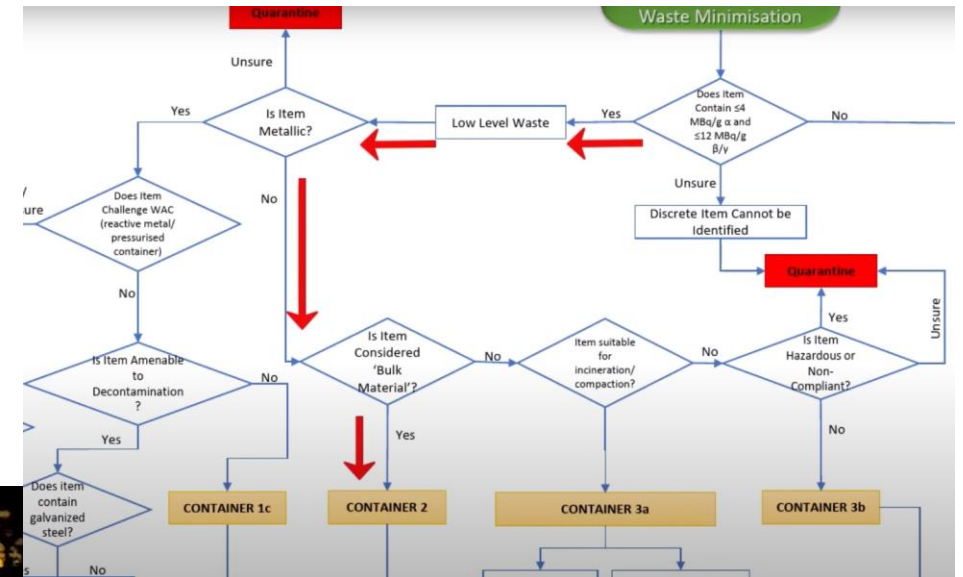 Quarantine
Waste Minimisation
Unsure
Does Item
Contain ≤4
MBq/g α and
≤12 MBq/g
β/γ
Yes
Is Item
Metallic?
Low Level Waste
Yes
No
Does Item
Challenge WAC
(reactive metal/
pressurised
container)
ure
No
Unsure
Discrete Item Cannot be
Identified
Quarantine
No
Yes
Unsure
Is Item
Considered
'Bulk
Material'?
No
Item suitable
for
incineration/
compaction?
No
Is Item
Hazardous or
Non-
Compliant?
Is Item Amenable
to
Decontamination
?
No
Yes
Yes
No
Does item
contain
galvanized
steel?
CONTAINER 1c
CONTAINER 2
CONTAINER 3a
CONTAINER 3b
s
No